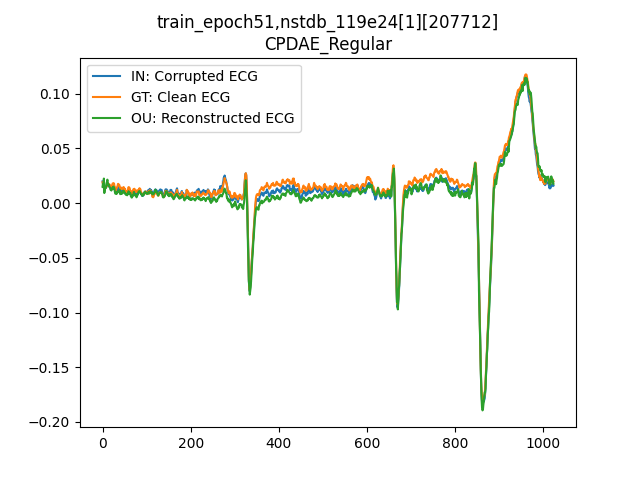 train_epoch51,nstdb_119e24[1][207712]
CPDAE_Regular
IN: Corrupted ECG
GT: Clean ECG
OU: Reconstructed ECG
0.10
0.05
0.00
−0.05
−0.10
−0.15
−0.20
0 200 400 600 800 1000